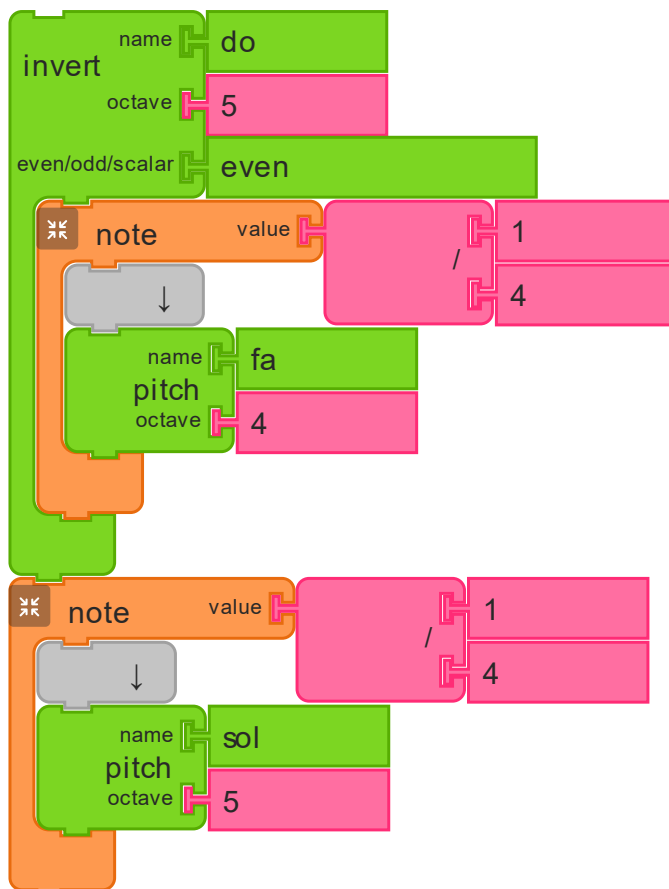 name do
invert
octave 5
even/odd/scalar even
note value 1
/
4
↓
name fa
pitch
octave 4
note value 1
/
4
↓
name sol
pitch
octave 5